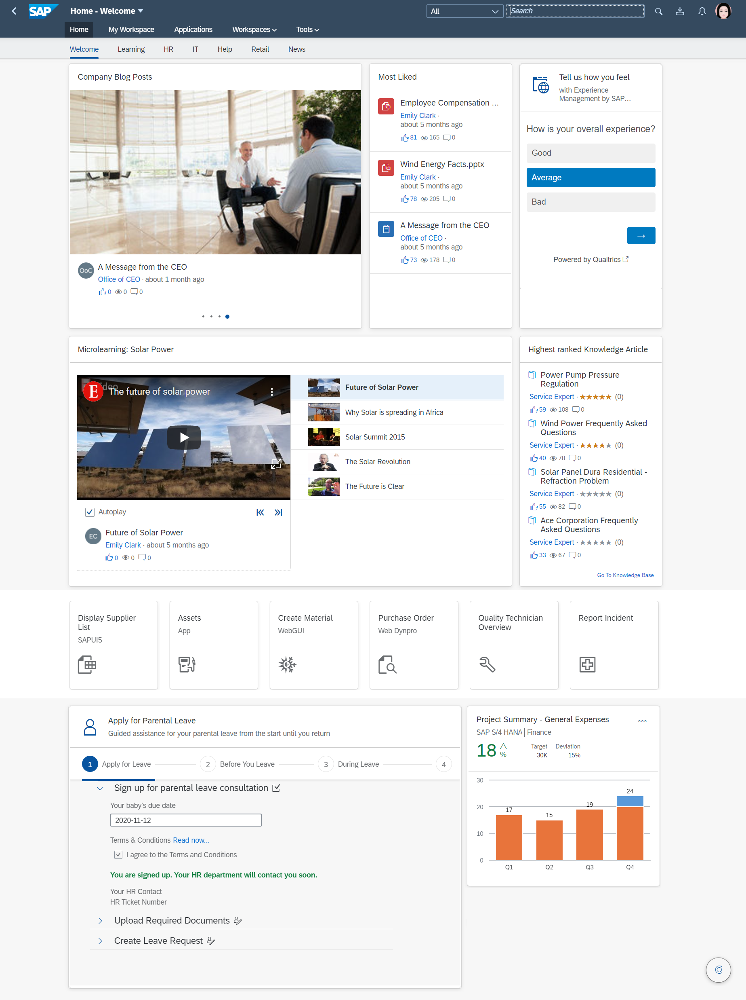 SAP
Home - Welcome
All
Search
Home
My Workspace
Applications
Workspaces
Tools
Welcome
Learning
HR
IT
Help
Retail
News
Company Blog Posts
OoC
A Message from the CEO
Office of CEO · about 1 month ago
0 0 0
Most Liked
Employee Compensation ...
Emily Clark ·
about 5 months ago
81 165 0
Wind Energy Facts.pptx
Emily Clark ·
about 5 months ago
78 205 0
A Message from the CEO
Office of CEO ·
about 5 months ago
73 178 0
Tell us how you feel
with Experience
Management by SAP...
How is your overall experience?
Good
Average
Bad
→
Powered by Qualtrics
Microlearning: Solar Power
E
The future of solar power
Autoplay
EC
Future of Solar Power
Emily Clark · about 5 months ago
0 0 0
Future of Solar Power
Why Solar is spreading in Africa
Solar Summit 2015
The Solar Revolution
The Future is Clear
Highest ranked Knowledge Article
Power Pump Pressure
Regulation
Service Expert · ★★★★★ (0)
59 108 0
Wind Power Frequently Asked
Questions
Service Expert · ★★★★★ (0)
40 78 0
Solar Panel Dura Residential -
Refraction Problem
Service Expert · ★★★★★ (0)
55 82 0
Ace Corporation Frequently
Asked Questions
Service Expert · ★★★★★ (0)
33 67 0
Go To Knowledge Base
Display Supplier
List
SAPUI5
Assets
App
Create Material
WebGUI
Purchase Order
Web Dynpro
Quality Technician
Overview
Report Incident
Apply for Parental Leave
Guided assistance for your parental leave from the start until you return
1 Apply for Leave
2 Before You Leave
3 During Leave
4
Sign up for parental leave consultation
Your baby's due date
2020-11-12
Terms & Conditions Read now...
I agree to the Terms and Conditions
You are signed up. Your HR department will contact you soon.
Your HR Contact
HR Ticket Number
Upload Required Documents
Create Leave Request
Project Summary - General Expenses
SAP S/4 HANA | Finance
18 %
Target
30K
Deviation
15%
30
20
10
0
17
15
19
24
Q1
Q2
Q3
Q4